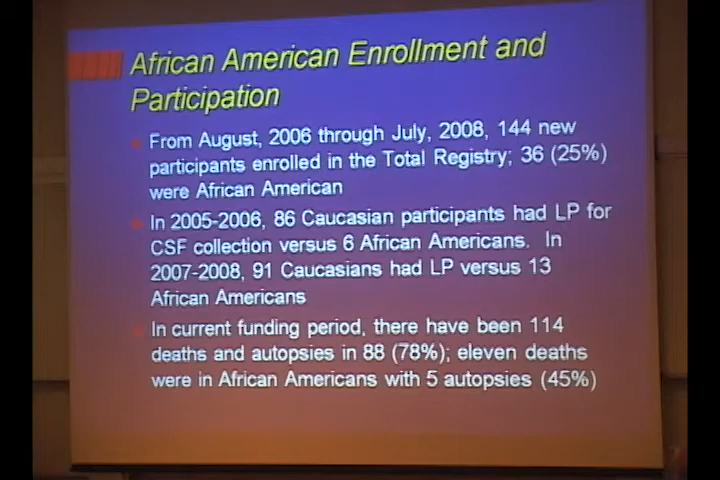 African American Enrollment and
Participation
From August, 2006 through July, 2008, 144 new
participants enrolled in the Total Registry; 36 (25%)
were African American
In 2005-2006, 86 Caucasian participants had LP for
CSF collection versus 6 African Americans. In
2007-2008, 91 Caucasians had LP versus 13
African Americans
In current funding period, there have been 114
deaths and autopsies in 88 (78%); eleven deaths
were in African Americans with 5 autopsies (45%)